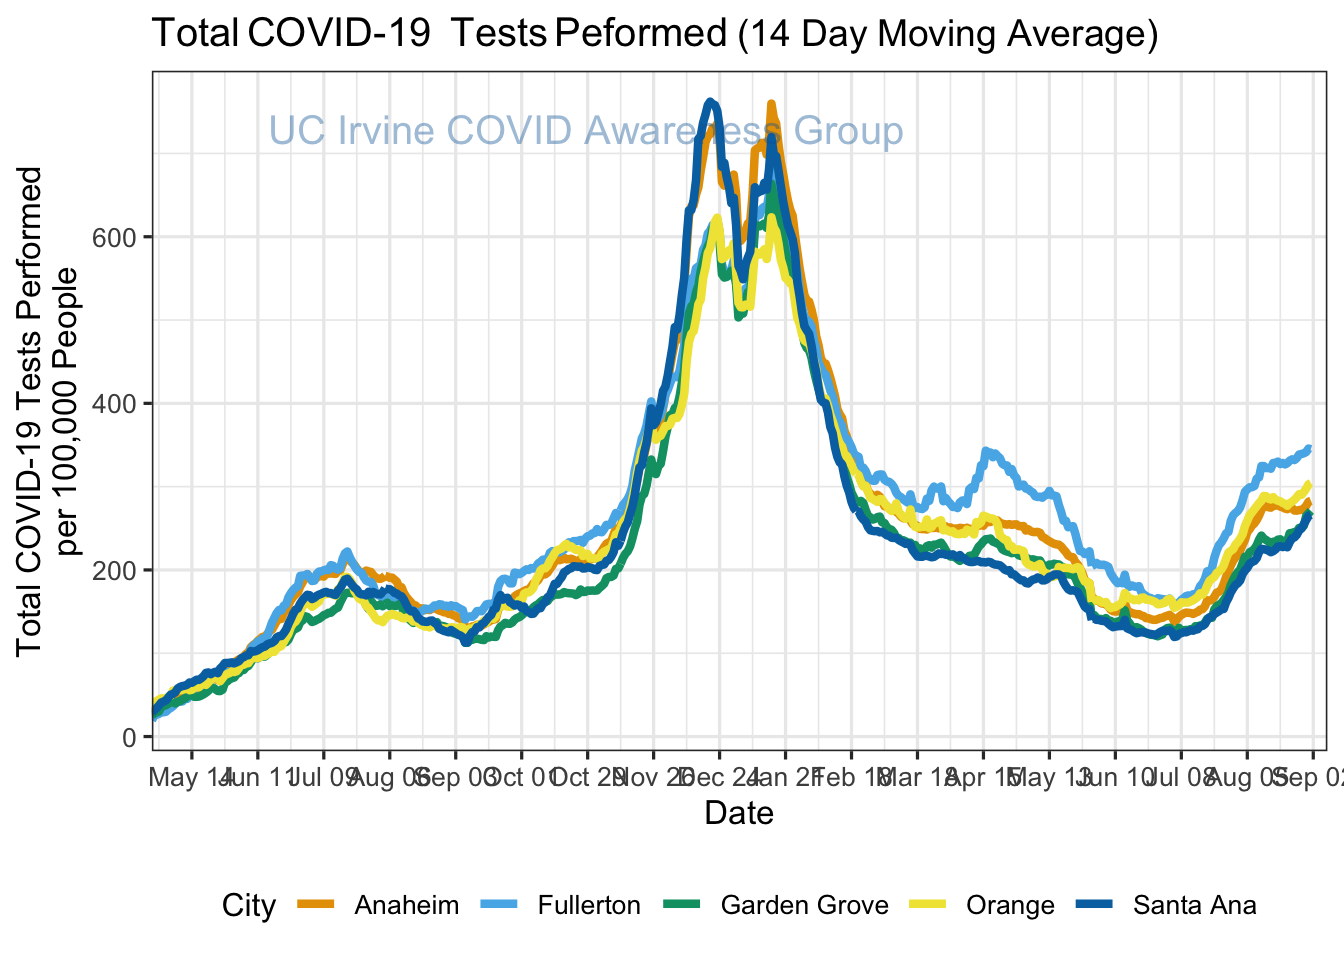 Total COVID-19  Tests Peformed (14 Day Moving Average)
UC Irvine COVID Awareness Group
Total COVID-19 Tests Performed
per 100,000 People
600
400
200
0
May 14 Jun 11 Jul 09 Aug 06 Sep 03 Oct 01 Oct 29 Nov 26 Dec 24 Jan 21 Feb 18 Mar 18 Apr 15 May 13 Jun 10 Jul 08 Aug 05 Sep 02
Date
City Anaheim Fullerton Garden Grove Orange Santa Ana